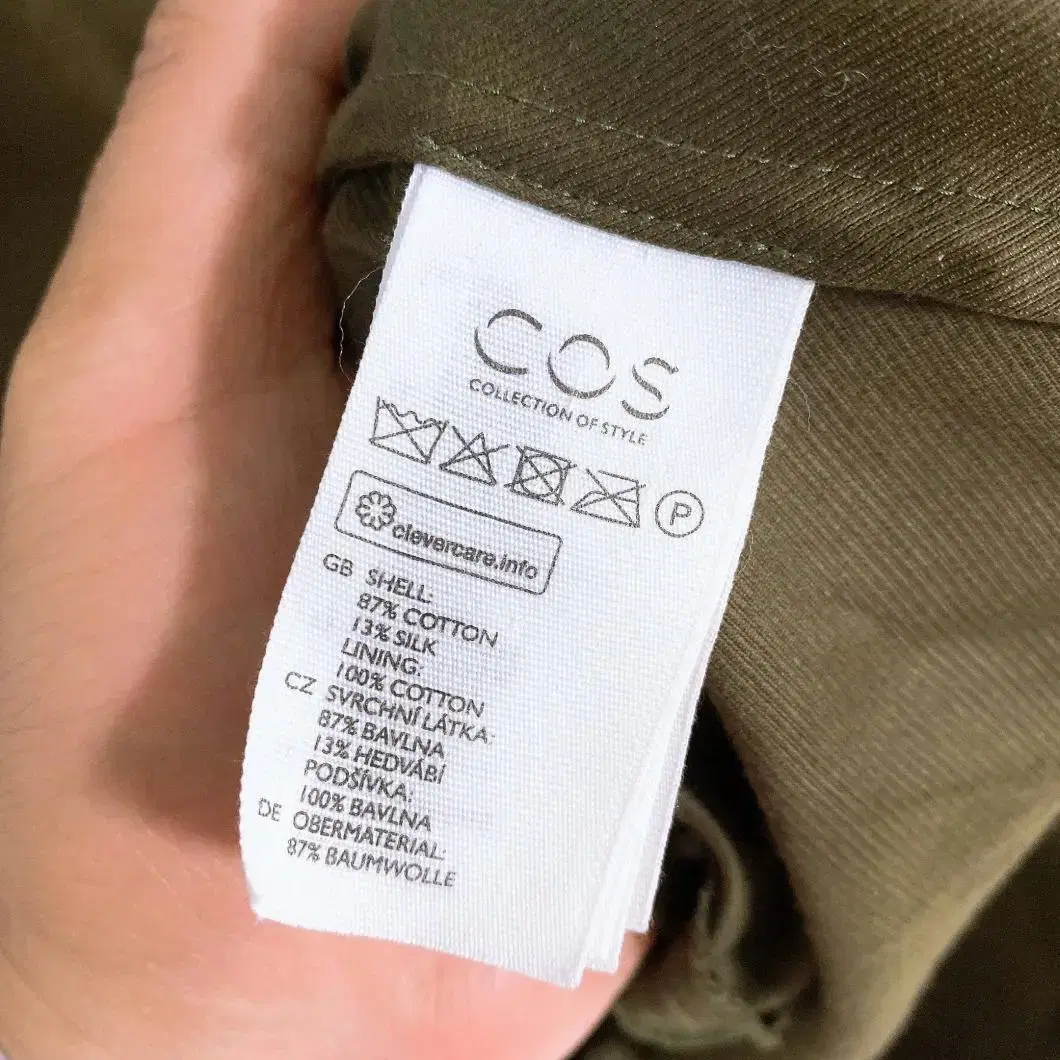 COS
COLLECTION OF STYLE
P
clevercare.info
GB SHELL:
87% COTTON
13% SILK
LINING:
100% COTTON
CZ SVRCHNÍ LÁTKA:
87% BAVLNA
13% HEDVÁBÍ
PODŠÍVKA:
100% BAVLNA
DE OBERMATERIAL:
87% BAUMWOLLE